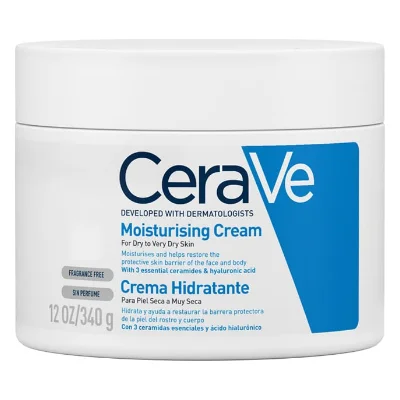 CeraVe
DEVELOPED WITH DERMATOLOGISTS
Moisturising Cream
For Dry to Very Dry Skin
Moisturises and helps restore the
protective skin barrier of the face and body
With 3 essential ceramides & hyaluronic acid
FRAGRANCE FREE
Crema Hidratante
SIN PERFUME
Para Piel Seca a Muy Seca
Hidrata y ayuda a restaurar la barrera protectora
de la piel del rostro y cuerpo
Con 3 ceramidas esenciales y ácido hialurónico
12 OZ/340 g